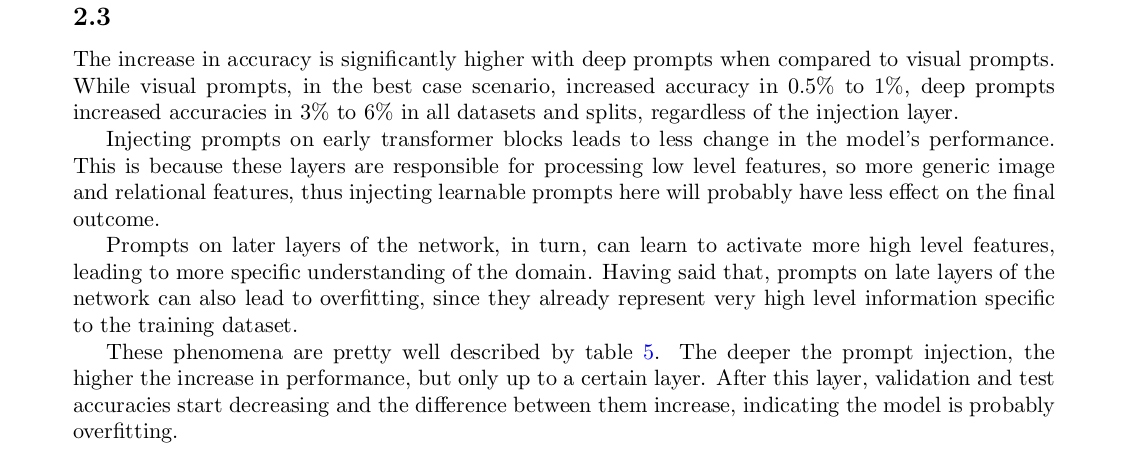 2.3
The increase in accuracy is significantly higher with deep prompts when compared to visual prompts.
While visual prompts, in the best case scenario, increased accuracy in 0.5% to 1%, deep prompts
increased accuracies in 3% to 6% in all datasets and splits, regardless of the injection layer.
Injecting prompts on early transformer blocks leads to less change in the model's performance.
This is because these layers are responsible for processing low level features, so more generic image
and relational features, thus injecting learnable prompts here will probably have less effect on the final
outcome.
Prompts on later layers of the network, in turn, can learn to activate more high level features,
leading to more specific understanding of the domain. Having said that, prompts on late layers of the
network can also lead to overfitting, since they already represent very high level information specific
to the training dataset.
These phenomena are pretty well described by table 5. The deeper the prompt injection, the
higher the increase in performance, but only up to a certain layer. After this layer, validation and test
accuracies start decreasing and the difference between them increase, indicating the model is probably
overfitting.